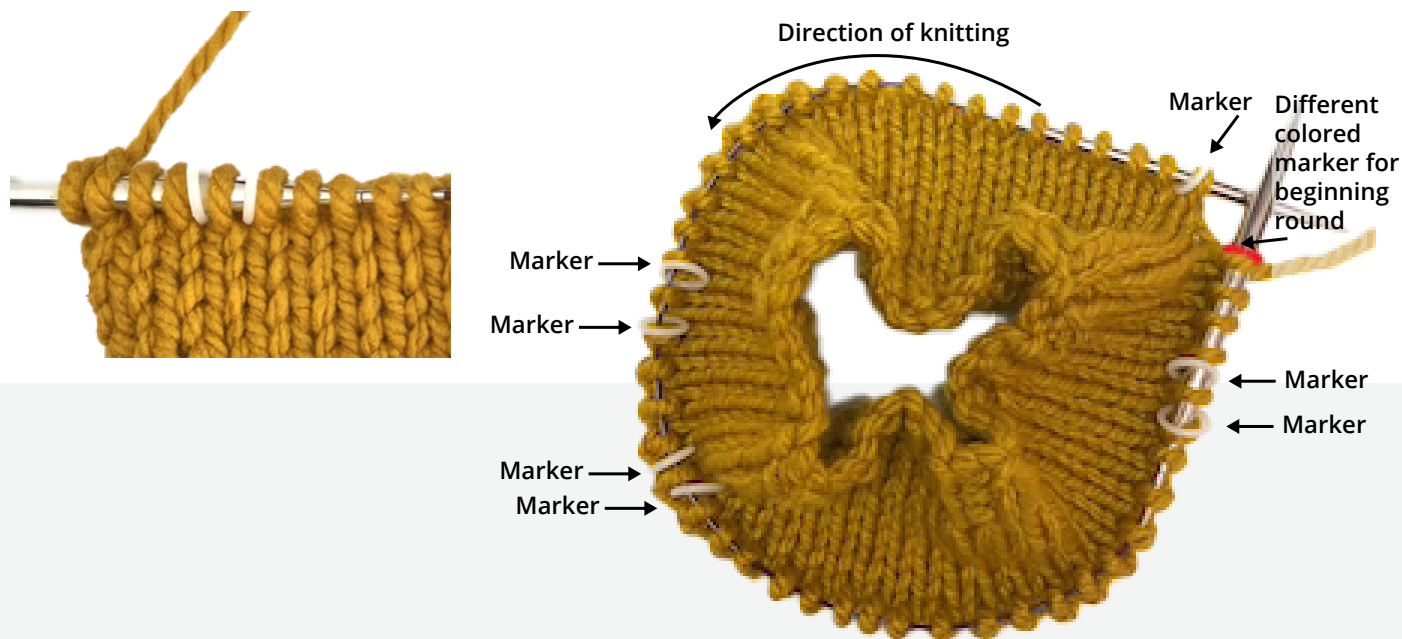 Direction of knitting
Marker
Different
colored
marker for
beginning
round
Marker
Marker
Marker
Marker
Marker
Marker